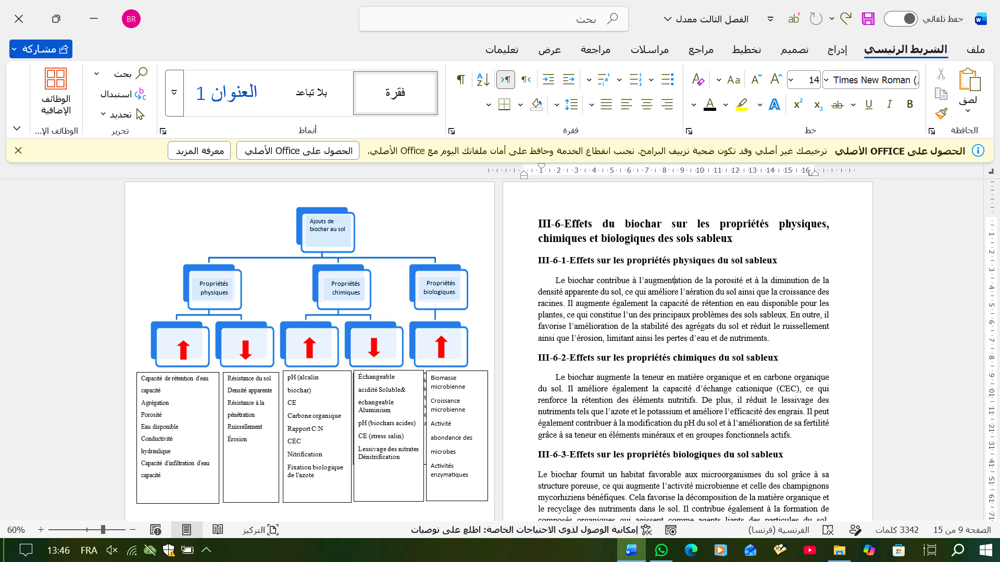 BR
بحث
الفصل الثالث معدل
حفظ تلقائي
ملف
الشريط الرئيسي
إدراج
تصميم
تخطيط
مراجع
مراسلات
مراجعة
عرض
تعليمات
مشاركة
لصق
الحافظة
Times New Roman (
14
خط
فقرة
فقرة
بلا تباعد
العنوان 1
أنماط
بحث
استبدال
تحديد
تحرير
الوظائف
الإضافية
الوظائف الإ...
الحصول على OFFICE الأصلي
ترخيصك غير أصلي وقد تكون ضحية تزييف البرامج. تجنب انقطاع الخدمة وحافظ على أمان ملفاتك اليوم مع Office الأصلي.
الحصول على Office الأصلي
معرفة المزيد
1 2 3 4 5 6 7 8 9 10 11 12 13 14 15 16
III-6-Effets du biochar sur les propriétés physiques,
chimiques et biologiques des sols sableux
III-6-1-Effets sur les propriétés physiques du sol sableux
Le biochar contribue à l’augmentation de la porosité et à la diminution de la
densité apparente du sol, ce qui améliore l’aération du sol ainsi que la croissance des
racines. Il augmente également la capacité de rétention en eau disponible pour les
plantes, ce qui constitue l’un des principaux problèmes des sols sableux. En outre, il
favorise l’amélioration de la stabilité des agrégats du sol et réduit le ruissellement
ainsi que l’érosion, limitant ainsi les pertes d’eau et de nutriments.
III-6-2-Effets sur les propriétés chimiques du sol sableux
Le biochar augmente la teneur en matière organique et en carbone organique
du sol. Il améliore également la capacité d’échange cationique (CEC), ce qui
renforce la rétention des éléments nutritifs. De plus, il réduit le lessivage des
nutriments tels que l’azote et le potassium et améliore l’efficacité des engrais. Il peut
également contribuer à la modification du pH du sol et à l’amélioration de sa fertilité
grâce à sa teneur en éléments minéraux et en groupes fonctionnels actifs.
III-6-3-Effets sur les propriétés biologiques du sol sableux
Le biochar fournit un habitat favorable aux microorganismes du sol grâce à sa
structure poreuse, ce qui augmente l’activité microbienne et celle des champignons
mycorhiziens bénéfiques. Cela favorise la décomposition de la matière organique et
le recyclage des nutriments dans le sol. Il contribue également à la formation de
composés organiques qui agissent comme agents liants des particules du sol,
Ajouts de
biochar au sol
Propriétés
physiques
Propriétés
chimiques
Propriétés
biologiques
Capacité de rétention d'eau
capacité
Agrégation
Porosité
Eau disponible
Conductivité
hydraulique
Capacité d'infiltration d'eau
capacité
Résistance du sol
Densité apparente
Résistance à la
pénétration
Ruissellement
Érosion
pH (alcalin
biochar)
CE
Carbone organique
Rapport C:N
CEC
Nitrification
Fixation biologique
de l'azote
Échangeable
acidité Soluble&
échangeable
Aluminium
pH (biochars acides)
CE (stress salin)
Lessivage des nitrates
Dénitrification
Biomasse
microbienne
Croissance
microbienne
Activité
abondance des
microbes
Activités
enzymatiques
الصفحة 9 من 15
3342 كلمات
الفرنسية (فرنسا)
إمكانية الوصول لذوي الاحتياجات الخاصة: اطلع على توصيات
التركيز
60%
13:46
FRA